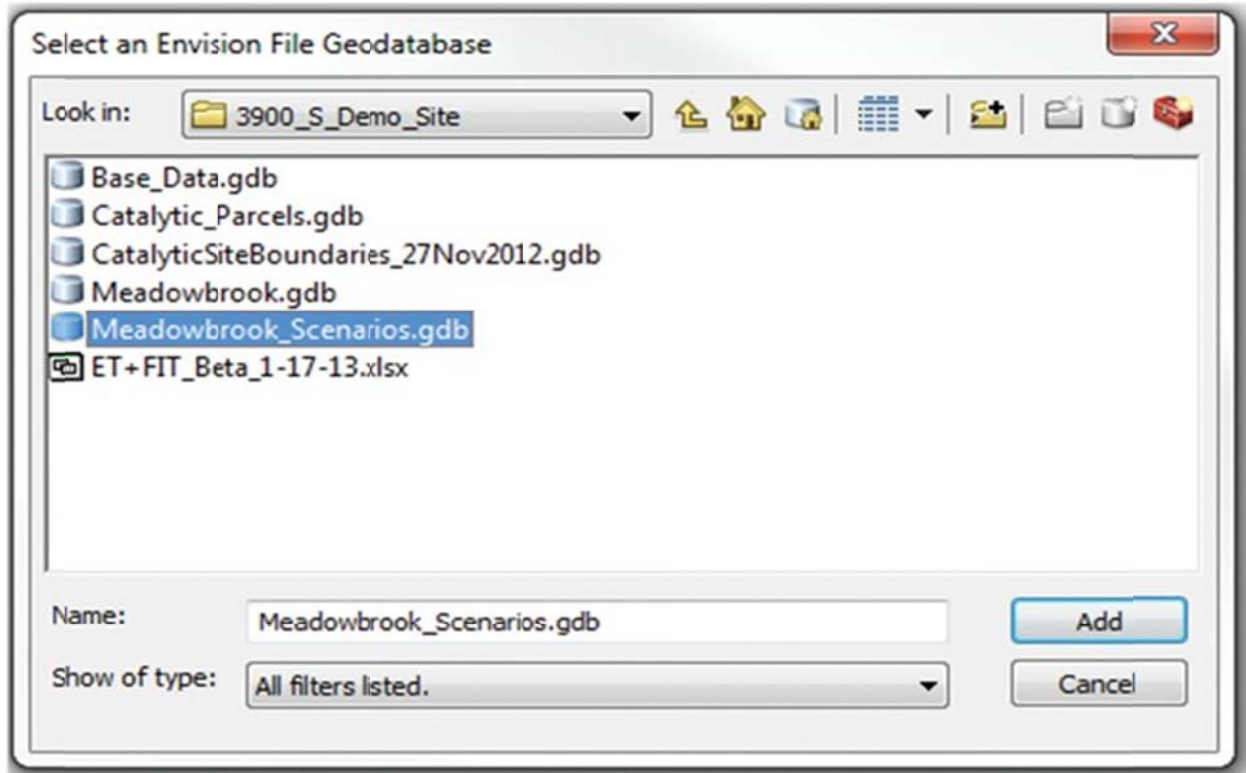 Select an Envision File Geodatabase
Look in: 3900_S_Demo_Site
Base_Data.gdb
Catalytic_Parcels.gdb
CatalyticSiteBoundaries_27Nov2012.gdb
Meadowbrook.gdb
Meadowbrook_Scenarios.gdb
ET+FIT_Beta_1-17-13.xlsx
Name: Meadowbrook_Scenarios.gdb Add
Show of type: All filters listed. Cancel